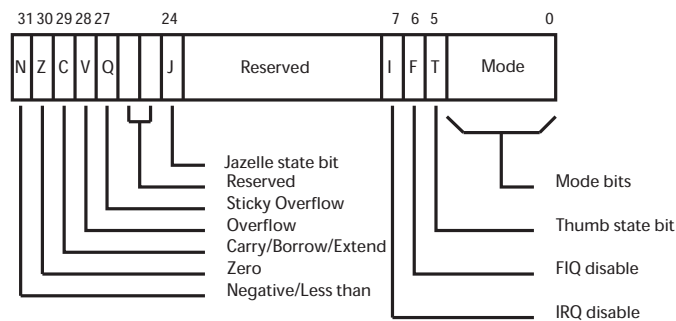 31 30 29 28 27 24 7 6 5 0
N Z C V Q J Reserved I F T Mode
Jazelle state bit
Reserved
Mode bits
Sticky Overflow
Overflow
Thumb state bit
Carry/Borrow/Extend
Zero
FIQ disable
Negative/Less than
IRQ disable